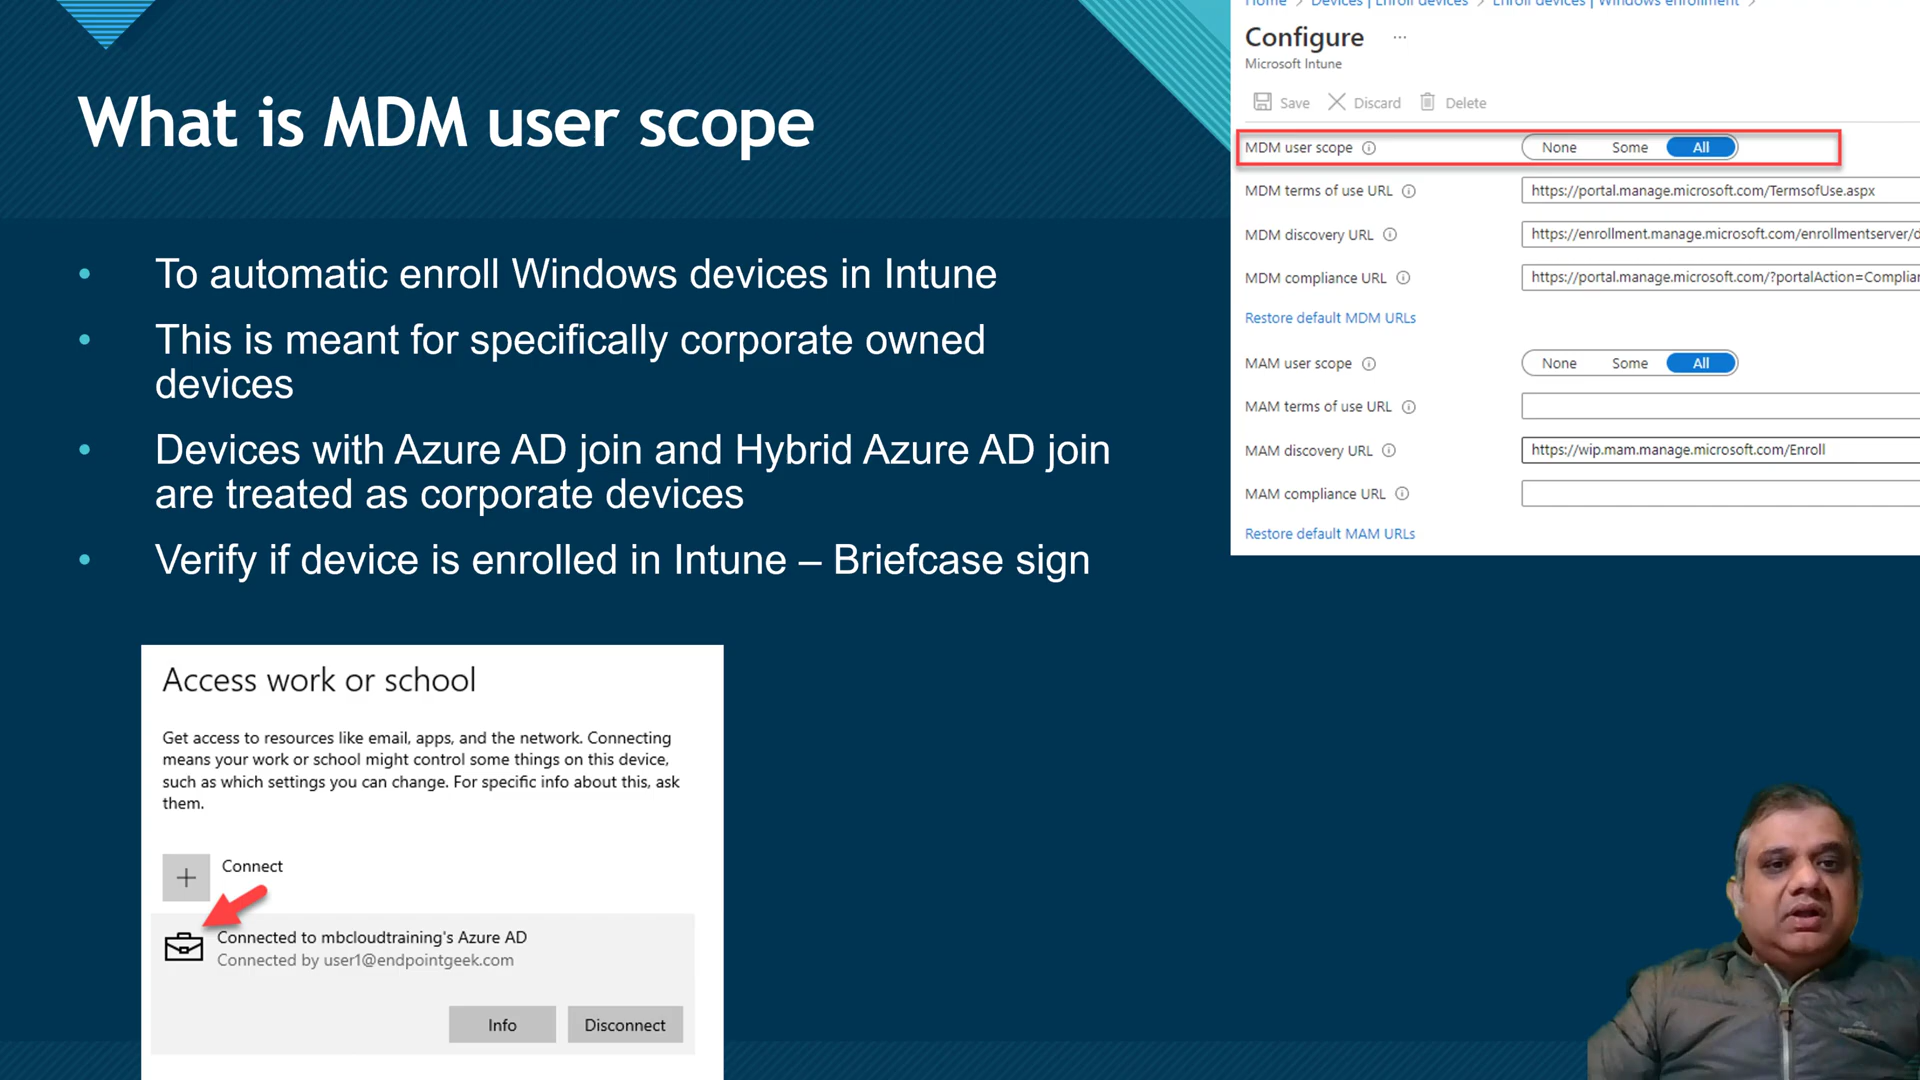 What is MDM user scope
• To automatic enroll Windows devices in Intune
• This is meant for specifically corporate owned
devices
• Devices with Azure AD join and Hybrid Azure AD join
are treated as corporate devices
• Verify if device is enrolled in Intune – Briefcase sign
Home > Devices | Enroll devices > Enroll devices | Windows enrollment >
Configure ...
Microsoft Intune
Save Discard Delete
MDM user scope None Some All
MDM terms of use URL https://portal.manage.microsoft.com/TermsofUse.aspx
MDM discovery URL https://enrollment.manage.microsoft.com/enrollmentserver/d
MDM compliance URL https://portal.manage.microsoft.com/?portalAction=Complian
Restore default MDM URLs
MAM user scope None Some All
MAM terms of use URL
MAM discovery URL https://wip.mam.manage.microsoft.com/Enroll
MAM compliance URL
Restore default MAM URLs
Access work or school
Get access to resources like email, apps, and the network. Connecting
means your work or school might control some things on this device,
such as which settings you can change. For specific info about this, ask
them.
+ Connect
Connected to mbcloudtraining's Azure AD
Connected by user1@endpointgeek.com
Info Disconnect